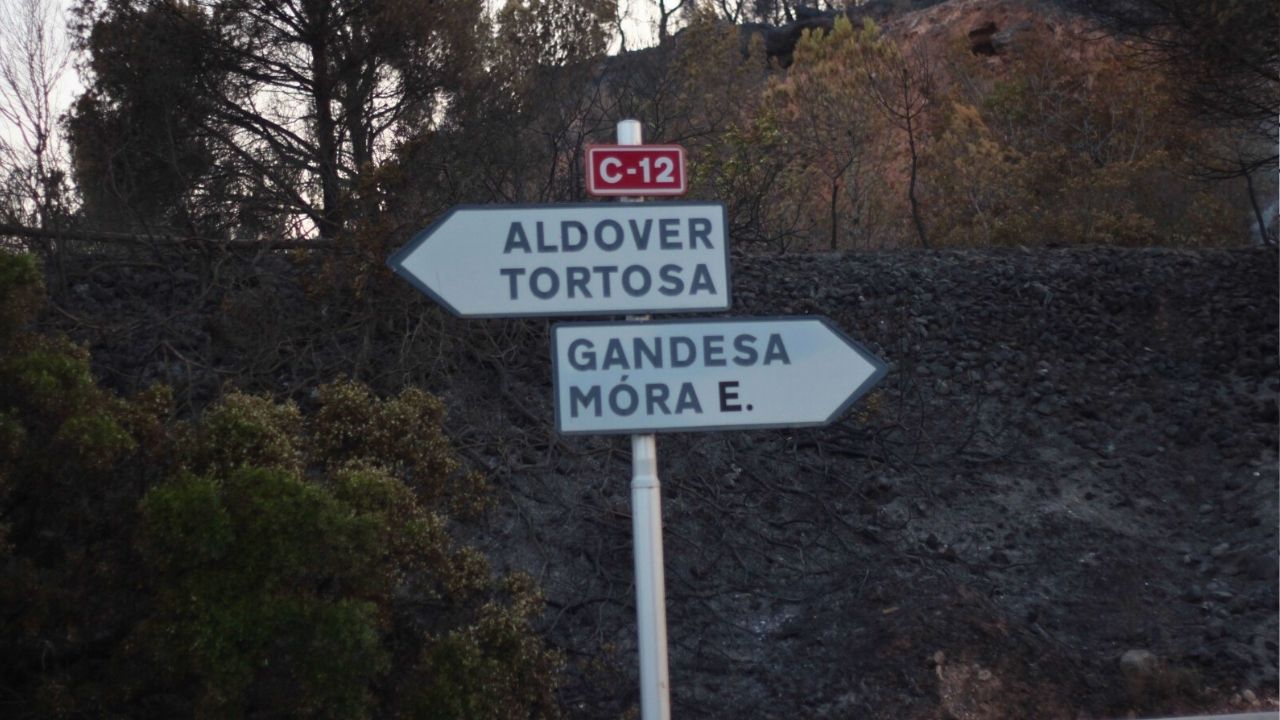 C-12
ALDOVER
TORTOSA
GANDESA
MÓRA E.